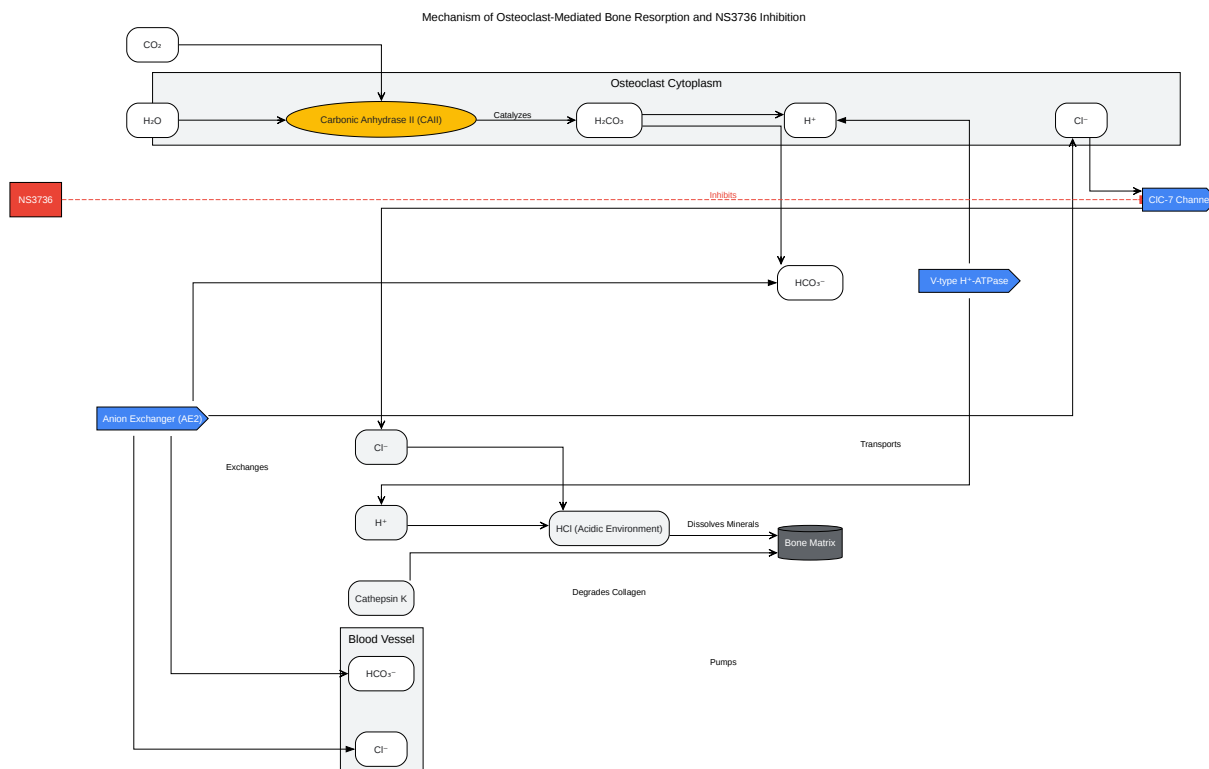 Mechanism of Osteoclast-Mediated Bone Resorption and NS3736 Inhibition
CO₂
Osteoclast Cytoplasm
H₂O
Carbonic Anhydrase II (CAII)
Catalyzes
H₂CO₃
H⁺
Cl⁻
NS3736
Inhibits
ClC-7 Channe
HCO₃⁻
V-type H⁺-ATPase
Anion Exchanger (AE2)
Cl⁻
Transports
Exchanges
H⁺
HCl (Acidic Environment)
Dissolves Minerals
Bone Matrix
Cathepsin K
Degrades Collagen
Blood Vessel
Pumps
HCO₃⁻
Cl⁻